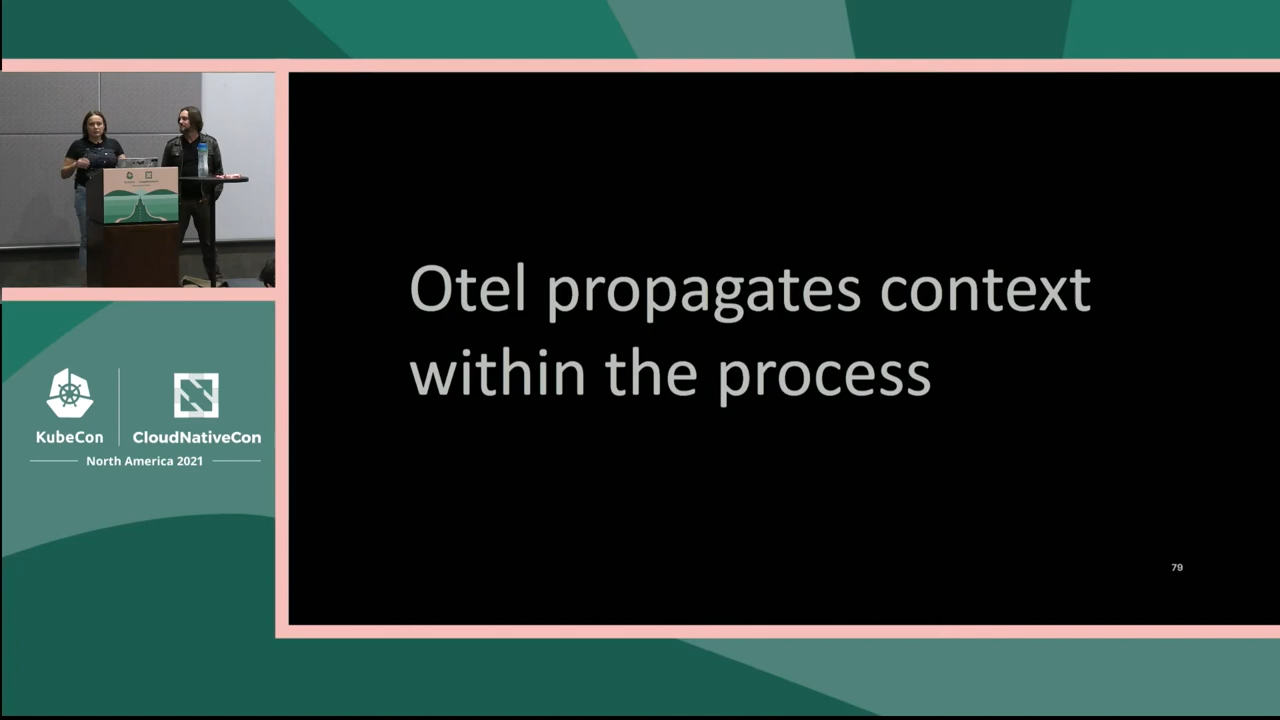 Otel propagates context
within the process
79
KubeCon
CloudNativeCon
North America 2021